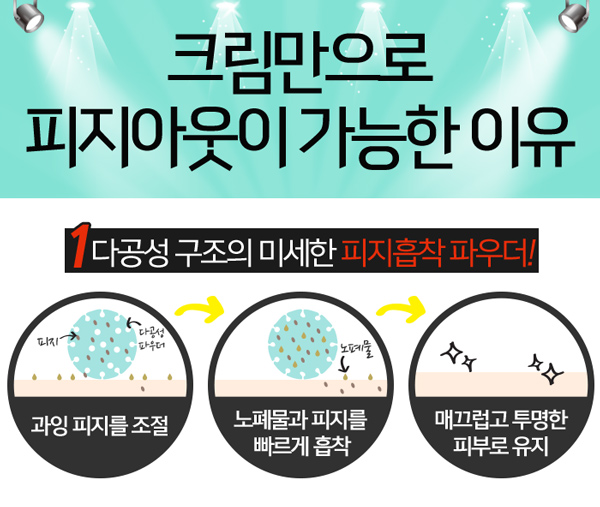 크림만으로
피지아웃이 가능한 이유
1 다공성 구조의 미세한 피지흡착 파우더!
피지
다공성
파우더
노폐물
과잉 피지를 조절
노폐물과 피지를
빠르게 흡착
매끄럽고 투명한
피부로 유지